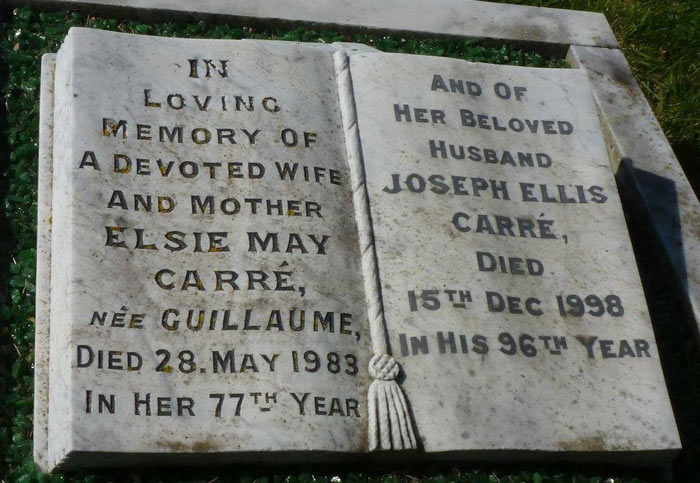 IN
LOVING
MEMORY OF
A DEVOTED WIFE
AND MOTHER
ELSIE MAY
CARRÉ,
NÉE GUILLAUME,
DIED 28. MAY 1983
IN HER 77TH YEAR
AND OF
HER BELOVED
HUSBAND
JOSEPH ELLIS
CARRÉ,
DIED
15TH DEC 1998
IN HIS 96TH YEAR